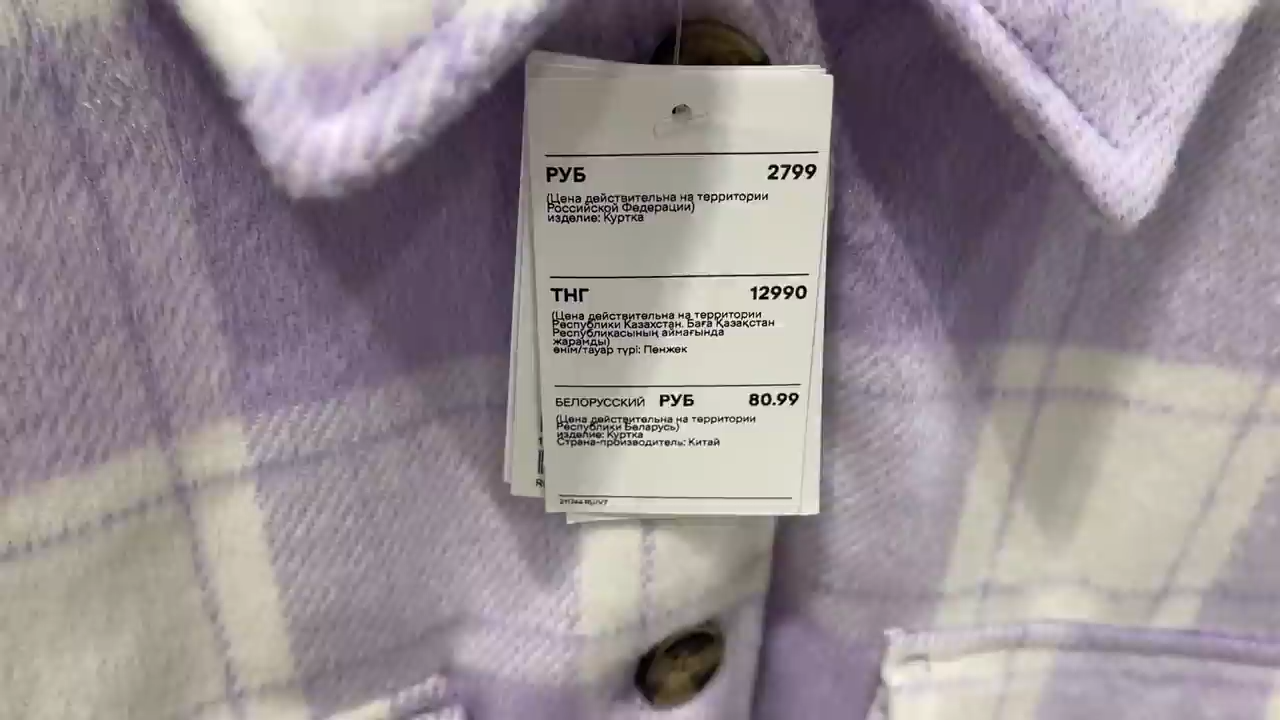 РУБ 2799
(Цена действительна на территории
Российской Федерации)
изделие: Куртка
ТНГ 12990
(Цена действительна на территории
Республики Казахстан. Баға Қазақстан
Республикасының аймағында
жарамды)
өнім/тауар түрі: Пенжек
БЕЛОРУССКИЙ РУБ 80.99
(Цена действительна на территории
Республики Беларусь)
изделие: Куртка
Страна-производитель: Китай